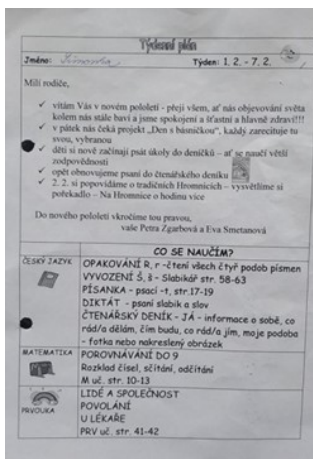 Týdenní plán
Jméno: Simonka Týden: 1. 2. - 7. 2.
Milí rodiče,
✓ vítám Vás v novém pololetí - přeji všem, ať nás objevování světa
kolem nás stále baví a jsme spokojení a šťastní a hlavně zdraví!!!
✓ v pátek nás čeká projekt „Den s básničkou“, každý zarecituje tu
svou, vybranou
✓ děti si nově začínají psát úkoly do deníčků – ať se naučí větší
zodpovědnosti
✓ opět obnovujeme psaní do čtenářského deníku
✓ 2. 2. si popovídáme o tradičních Hromnicích – vysvětlíme si
pořekadlo – Na Hromnice o hodinu více
Do nového pololetí vkročíme tou pravou,
vaše Petra Zgarbová a Eva Smetanová
CO SE NAUČÍM?
ČESKÝ JAZYK
OPAKOVÁNÍ R, r -čtení všech čtyř podob písmen
VYVOZENÍ Š, š - Slabikář str. 58-63
PÍSANKA - psací -t, str.17-19
DIKTÁT - psaní slabik a slov
ČTENÁŘSKÝ DENÍK - JÁ - informace o sobě, co
rád/a dělám, čím budu, co rád/a jím, moje podoba
- fotka nebo nakreslený obrázek
MATEMATIKA
POROVNÁVÁNÍ DO 9
Rozklad čísel, sčítání, odčítání
M uč. str. 10-13
PRVOUKA
LIDÉ A SPOLEČNOST
POVOLÁNÍ
U LÉKAŘE
PRV uč. str. 41-42